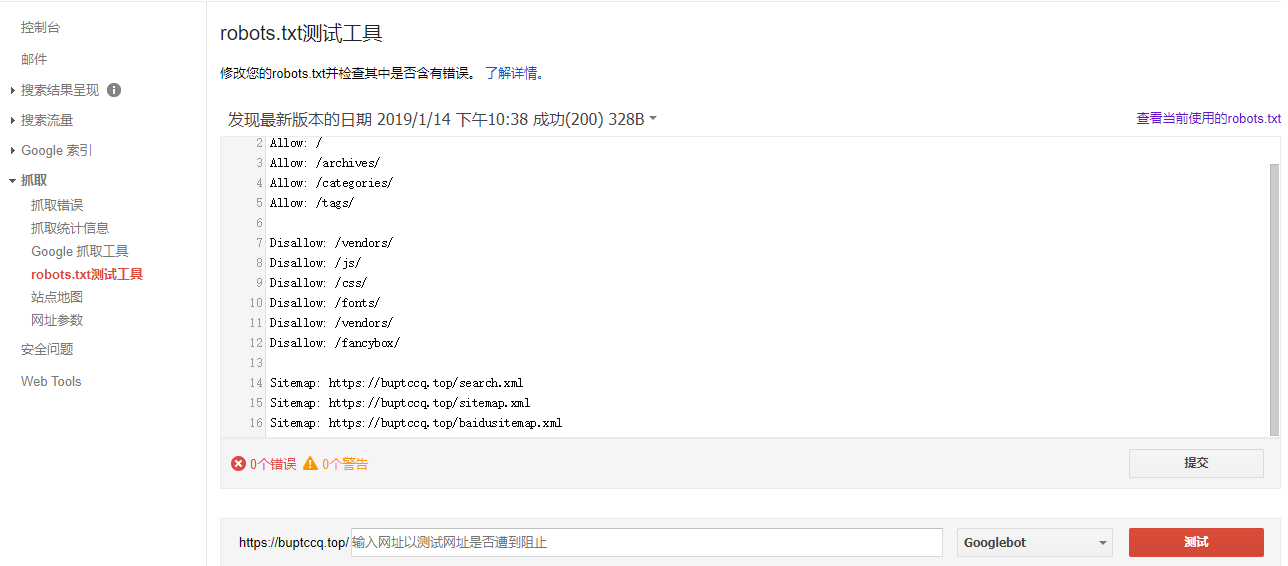 控制台
邮件
搜索结果呈现
搜索流量
Google 索引
抓取
抓取错误
抓取统计信息
Google 抓取工具
robots.txt测试工具
站点地图
网址参数
安全问题
Web Tools
robots.txt测试工具
修改您的robots.txt并检查其中是否含有错误。 了解详情。
发现最新版本的日期 2019/1/14 下午10:38 成功(200) 328B
查看当前使用的robots.txt
2 Allow: /
3 Allow: /archives/
4 Allow: /categories/
5 Allow: /tags/
6
7 Disallow: /vendors/
8 Disallow: /js/
9 Disallow: /css/
10 Disallow: /fonts/
11 Disallow: /vendors/
12 Disallow: /fancybox/
13
14 Sitemap: https://buptccq.top/search.xml
15 Sitemap: https://buptccq.top/sitemap.xml
16 Sitemap: https://buptccq.top/baidusitemap.xml
0个错误 0个警告
提交
https://buptccq.top/ 输入网址以测试网址是否遭到阻止 Googlebot 测试